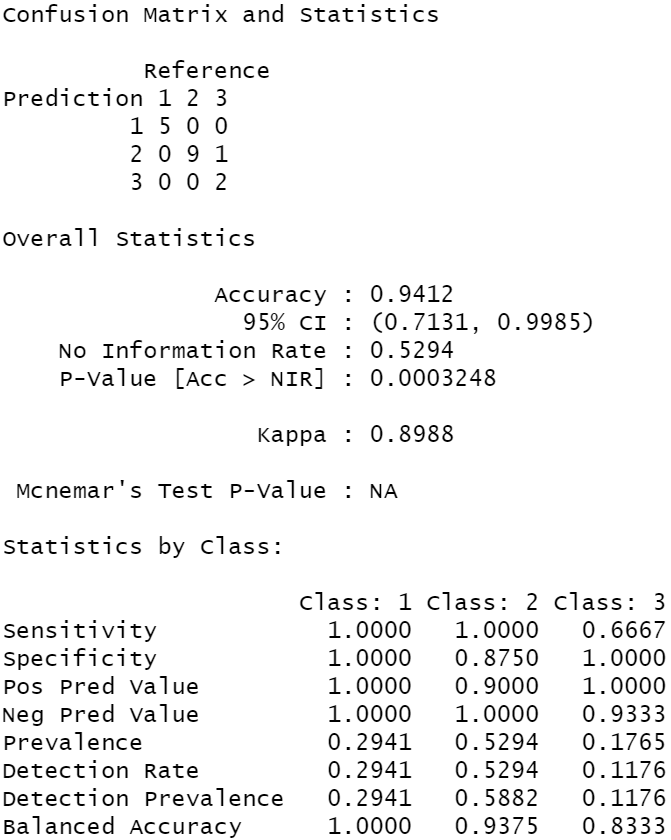 Confusion Matrix and Statistics
Reference
Prediction 1 2 3
1 5 0 0
2 0 9 1
3 0 0 2
Overall Statistics
Accuracy : 0.9412
95% CI : (0.7131, 0.9985)
No Information Rate : 0.5294
P-Value [Acc > NIR] : 0.0003248
Kappa : 0.8988
Mcnemar's Test P-Value : NA
Statistics by Class:
Class: 1 Class: 2 Class: 3
Sensitivity 1.0000 1.0000 0.6667
Specificity 1.0000 0.8750 1.0000
Pos Pred Value 1.0000 0.9000 1.0000
Neg Pred Value 1.0000 1.0000 0.9333
Prevalence 0.2941 0.5294 0.1765
Detection Rate 0.2941 0.5294 0.1176
Detection Prevalence 0.2941 0.5882 0.1176
Balanced Accuracy 1.0000 0.9375 0.8333